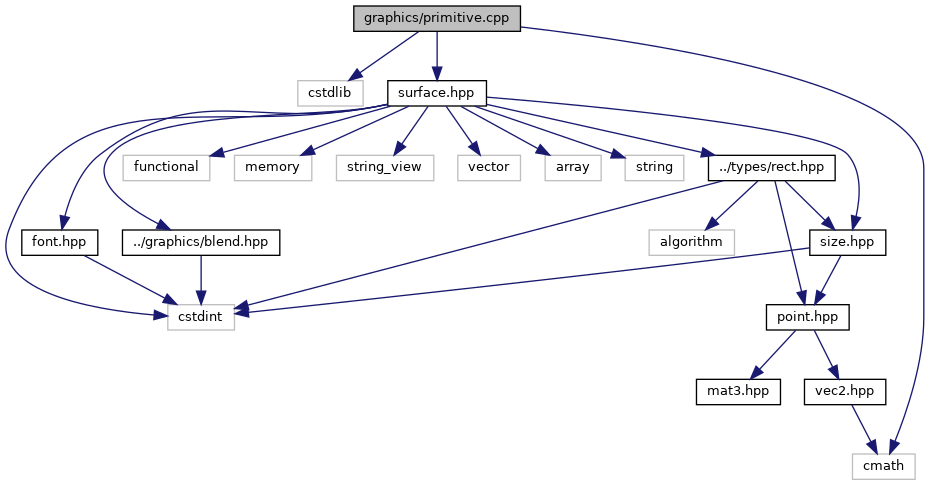 graphics/primitive.cpp
cstdlib
surface.hpp
functional
memory
string_view
vector
array
string
../types/rect.hpp
font.hpp
../graphics/blend.hpp
algorithm
size.hpp
cstdint
point.hpp
mat3.hpp
vec2.hpp
cmath